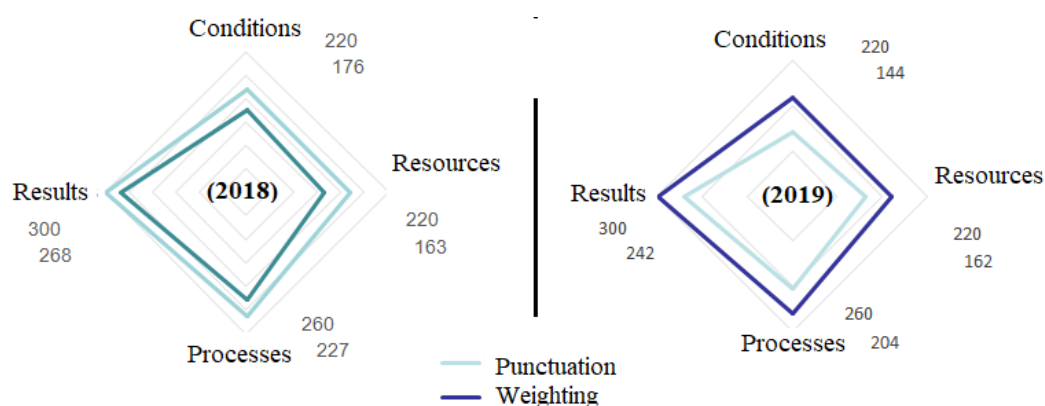 Conditions
220
176
Resources
220
163
Results
300
268
(2018)
260
227
Processes
Conditions
220
144
Resources
220
162
Results
300
242
(2019)
260
204
Processes
Punctuation
Weighting